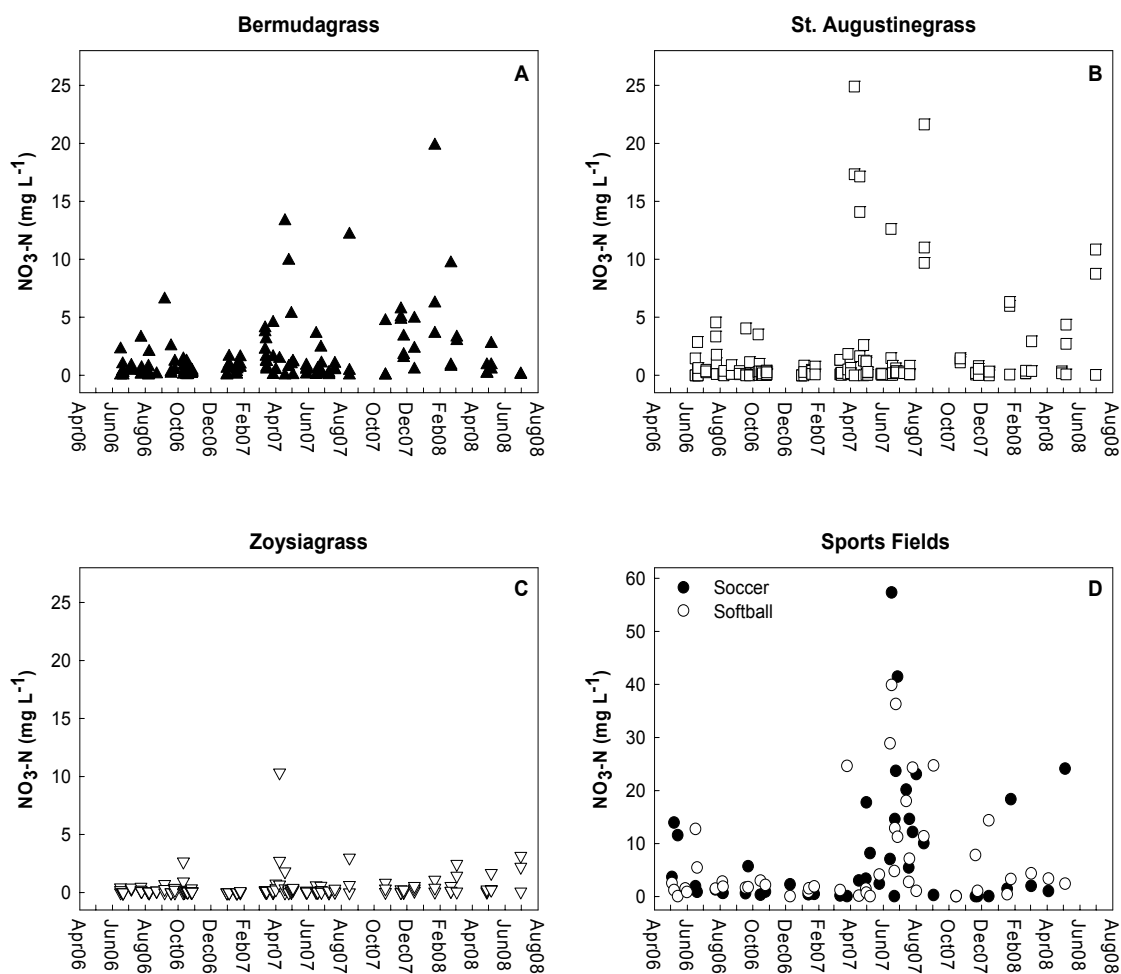 Bermudagrass
A
25
20
15
10
5
0
NO3-N (mg L-1)
Apr06
Jun06
Aug06
Oct06
Dec06
Feb07
Apr07
Jun07
Aug07
Oct07
Dec07
Feb08
Apr08
Jun08
Aug08
St. Augustinegrass
B
25
20
15
10
5
0
NO3-N (mg L-1)
Apr06
Jun06
Aug06
Oct06
Dec06
Feb07
Apr07
Jun07
Aug07
Oct07
Dec07
Feb08
Apr08
Jun08
Aug08
Zoysiagrass
C
25
20
15
10
5
0
NO3-N (mg L-1)
Apr06
Jun06
Aug06
Oct06
Dec06
Feb07
Apr07
Jun07
Aug07
Oct07
Dec07
Feb08
Apr08
Jun08
Aug08
Sports Fields
D
Soccer
Softball
60
50
40
30
20
10
0
NO3-N (mg L-1)
Apr06
Jun06
Aug06
Oct06
Dec06
Feb07
Apr07
Jun07
Aug07
Oct07
Dec07
Feb08
Apr08
Jun08
Aug08